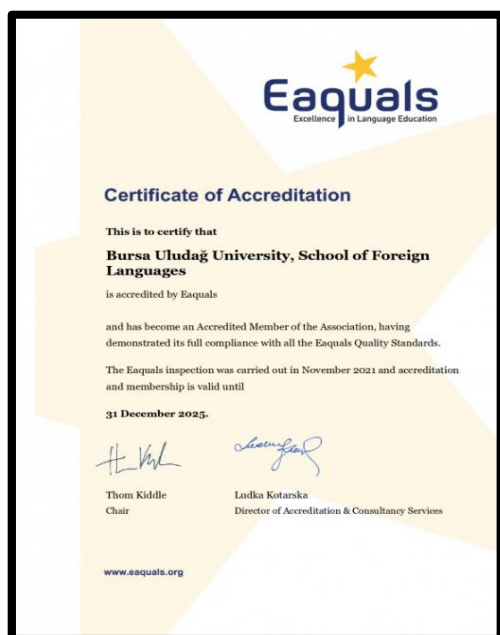 Eaquals
Excellence in Language Education
Certificate of Accreditation
This is to certify that
Bursa Uludağ University, School of Foreign
Languages
is accredited by Eaquals
and has become an Accredited Member of the Association, having
demonstrated its full compliance with all the Eaquals Quality Standards.
The Eaquals inspection was carried out in November 2021 and accreditation
and membership is valid until
31 December 2025.
Thom Kiddle
Ludka Kotarska
Chair
Director of Accreditation & Consultancy Services
www.eaquals.org